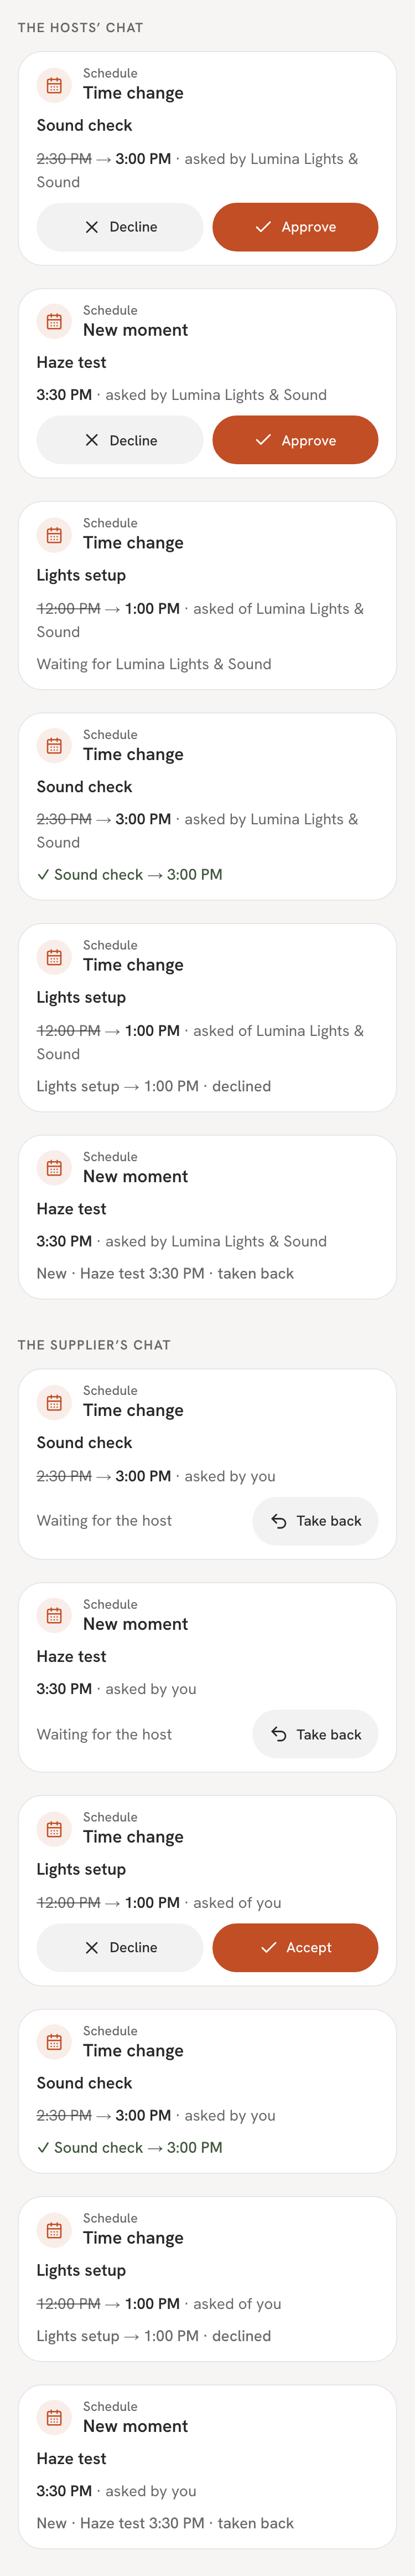 THE HOSTS’ CHAT
Schedule
Time change
Sound check
2:30 PM → 3:00 PM · asked by Lumina Lights &
Sound
Decline
Approve
Schedule
New moment
Haze test
3:30 PM · asked by Lumina Lights & Sound
Decline
Approve
Schedule
Time change
Lights setup
12:00 PM → 1:00 PM · asked of Lumina Lights &
Sound
Waiting for Lumina Lights & Sound
Schedule
Time change
Sound check
2:30 PM → 3:00 PM · asked by Lumina Lights &
Sound
✓ Sound check → 3:00 PM
Schedule
Time change
Lights setup
12:00 PM → 1:00 PM · asked of Lumina Lights &
Sound
Lights setup → 1:00 PM · declined
Schedule
New moment
Haze test
3:30 PM · asked by Lumina Lights & Sound
New · Haze test 3:30 PM · taken back
THE SUPPLIER’S CHAT
Schedule
Time change
Sound check
2:30 PM → 3:00 PM · asked by you
Waiting for the host
Take back
Schedule
New moment
Haze test
3:30 PM · asked by you
Waiting for the host
Take back
Schedule
Time change
Lights setup
12:00 PM → 1:00 PM · asked of you
Decline
Accept
Schedule
Time change
Sound check
2:30 PM → 3:00 PM · asked by you
✓ Sound check → 3:00 PM
Schedule
Time change
Lights setup
12:00 PM → 1:00 PM · asked of you
Lights setup → 1:00 PM · declined
Schedule
New moment
Haze test
3:30 PM · asked by you
New · Haze test 3:30 PM · taken back